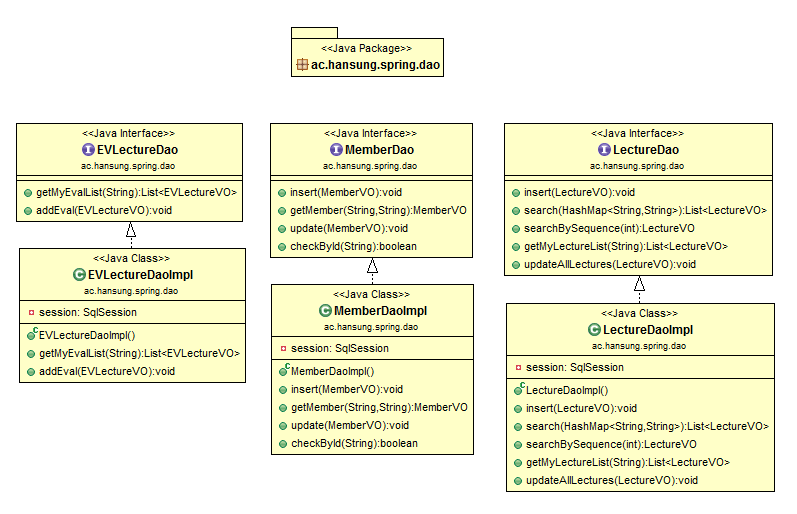 <<Java Package>>
ac.hansung.spring.dao
<<Java Interface>>
EVLectureDao
ac.hansung.spring.dao
getMyEvalList(String):List<EVLectureVO>
addEval(EVLectureVO):void
<<Java Class>>
EVLectureDaoImpl
ac.hansung.spring.dao
session: SqlSession
EVLectureDaoImpl()
getMyEvalList(String):List<EVLectureVO>
addEval(EVLectureVO):void
<<Java Interface>>
MemberDao
ac.hansung.spring.dao
insert(MemberVO):void
getMember(String,String):MemberVO
update(MemberVO):void
checkById(String):boolean
<<Java Class>>
MemberDaoImpl
ac.hansung.spring.dao
session: SqlSession
MemberDaoImpl()
insert(MemberVO):void
getMember(String,String):MemberVO
update(MemberVO):void
checkById(String):boolean
<<Java Interface>>
LectureDao
ac.hansung.spring.dao
insert(LectureVO):void
search(HashMap<String,String>):List<LectureVO>
searchBySequence(int):LectureVO
getMyLectureList(String):List<LectureVO>
updateAllLectures(LectureVO):void
<<Java Class>>
LectureDaoImpl
ac.hansung.spring.dao
session: SqlSession
LectureDaoImpl()
insert(LectureVO):void
search(HashMap<String,String>):List<LectureVO>
searchBySequence(int):LectureVO
getMyLectureList(String):List<LectureVO>
updateAllLectures(LectureVO):void